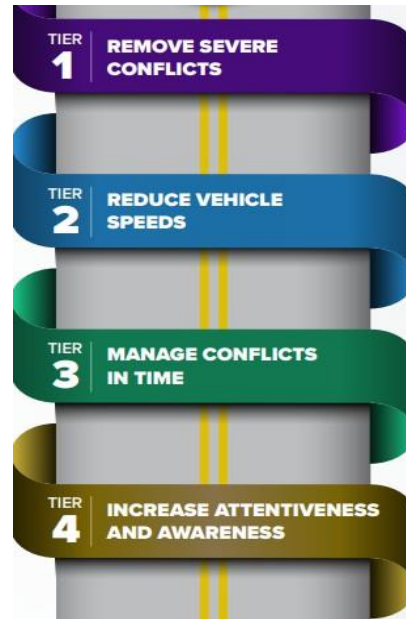 TIER
1
REMOVE SEVERE
CONFLICTS
TIER
2
REDUCE VEHICLE
SPEEDS
TIER
3
MANAGE CONFLICTS
IN TIME
TIER
4
INCREASE ATTENTIVENESS
AND AWARENESS